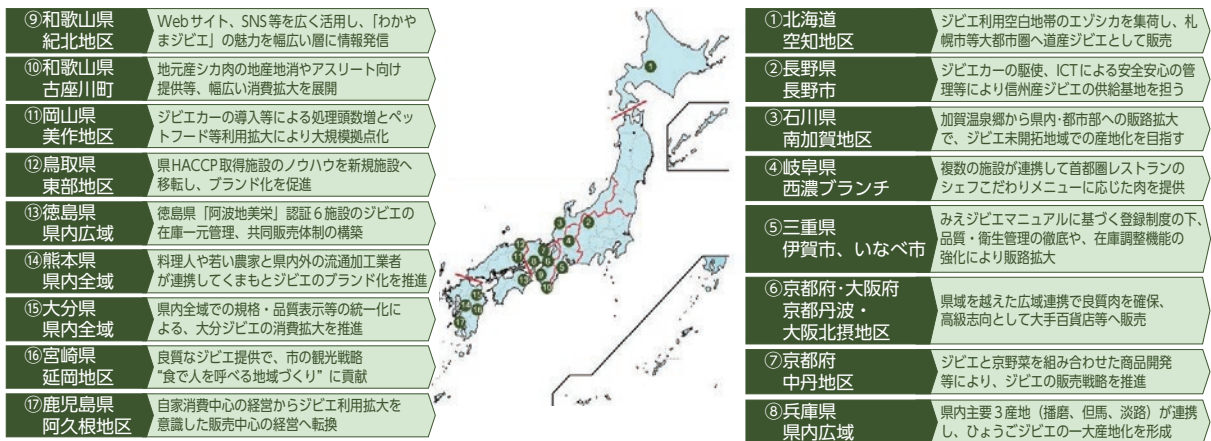 ⑨和歌山県
紀北地区
Webサイト、SNS等を広く活用し、「わかや
まジビエ」の魅力を幅広い層に情報発信
⑩和歌山県
古座川町
地元産シカ肉の地産地消やアスリート向け
提供等、幅広い消費拡大を展開
⑪岡山県
美作地区
ジビエカーの導入等による処理頭数増とペッ
トフード等利用拡大により大規模拠点化
⑫鳥取県
東部地区
県HACCP取得施設のノウハウを新規施設へ
移転し、ブランド化を促進
⑬徳島県
県内広域
徳島県「阿波地美栄」認証6施設のジビエの
在庫一元管理、共同販売体制の構築
⑭熊本県
県内全域
料理人や若い農家と県内外の流通加工業者
が連携してくまもとジビエのブランド化を推進
⑮大分県
県内全域
県内全域での規格・品質表示等の統一化に
よる、大分ジビエの消費拡大を推進
⑯宮崎県
延岡地区
良質なジビエ提供で、市の観光戦略
“食で人を呼べる地域づくり”に貢献
⑰鹿児島県
阿久根地区
自家消費中心の経営からジビエ利用拡大を
意識した販売中心の経営へ転換
①北海道
空知地区
ジビエ利用空白地帯のエゾシカを集荷し、札
幌市等大都市圏へ道産ジビエとして販売
②長野県
長野市
ジビエカーの駆使、ICTによる安全安心の管
理等により信州産ジビエの供給基地を担う
③石川県
南加賀地区
加賀温泉郷から県内・都市部への販路拡大
で、ジビエ未開拓地域での産地化を目指す
④岐阜県
西濃ブランチ
複数の施設が連携して首都圏レストランの
シェフこだわりメニューに応じた肉を提供
⑤三重県
伊賀市、いなべ市
みえジビエマニュアルに基づく登録制度の下、
品質・衛生管理の徹底や、在庫調整機能の
強化により販路拡大
⑥京都府・大阪府
京都丹波・
大阪北摂地区
県域を越えた広域連携で良質肉を確保、
高級志向として大手百貨店等へ販売
⑦京都府
中丹地区
ジビエと京野菜を組み合わせた商品開発
等により、ジビエの販売戦略を推進
⑧兵庫県
県内広域
県内主要3産地（播磨、但馬、淡路）が連携
し、ひょうごジビエの一大産地化を形成